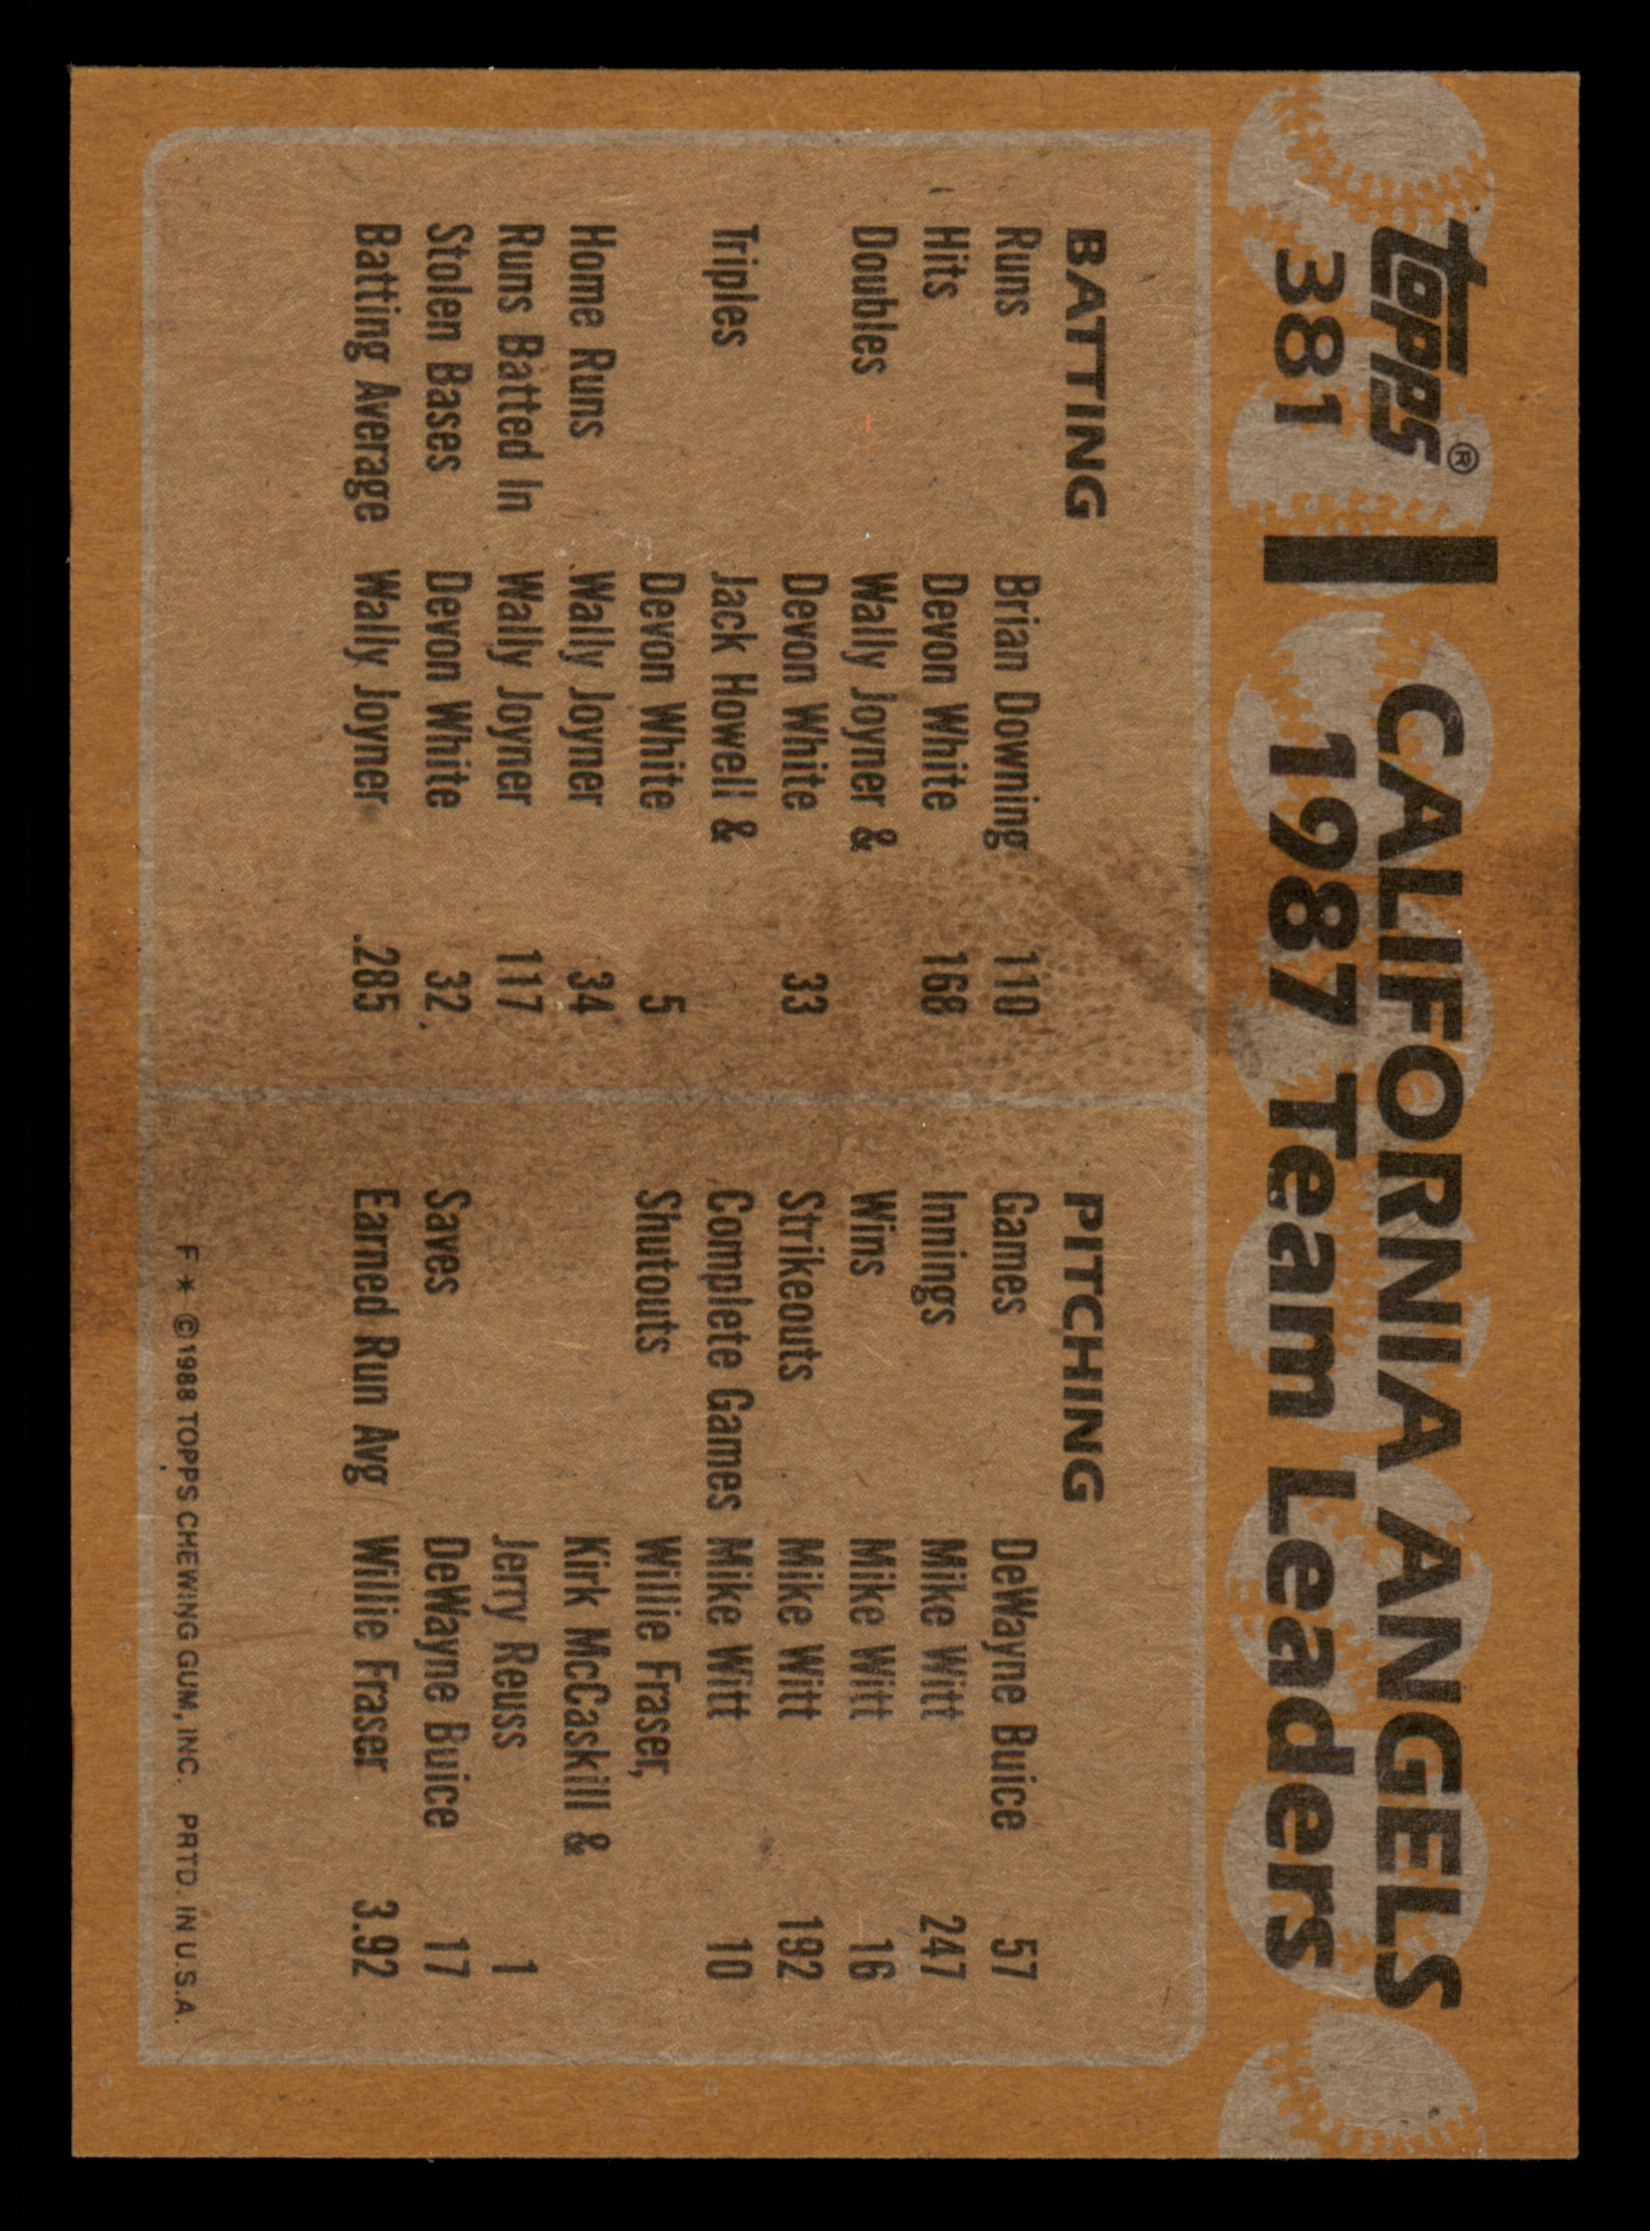 topps®
381
CALIFORNIA ANGELS
1987 Team Leaders
BATTING
Runs Brian Downing 110
Hits Devon White 168
Doubles Wally Joyner &
Devon White 33
Triples Jack Howell &
Devon White 5
Home Runs Wally Joyner 34
Runs Batted In Wally Joyner 117
Stolen Bases Devon White 32
Batting Average Wally Joyner .285
PITCHING
Games DeWayne Buice 57
Innings Mike Witt 247
Wins Mike Witt 16
Strikeouts Mike Witt 192
Complete Games Mike Witt 10
Shutouts Willie Fraser,
Kirk McCaskill &
Jerry Reuss 1
Saves DeWayne Buice 17
Earned Run Avg Willie Fraser 3.92
F * ©1988 TOPPS CHEWING GUM, INC. PRTD. IN U.S.A.